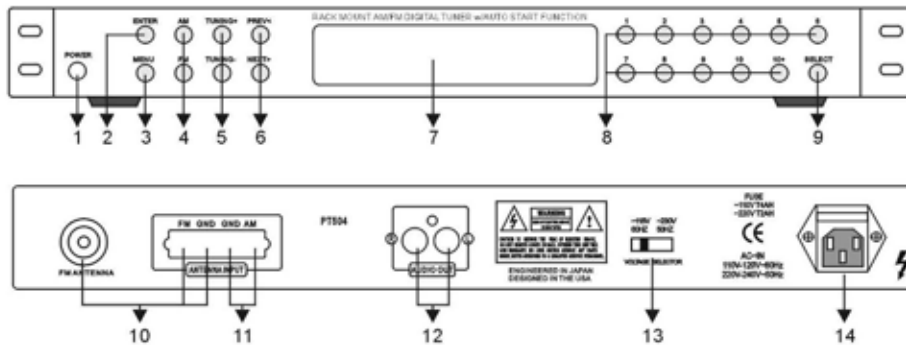 RACK MOUNT AM/FM DIGITAL TUNER w/AUTO START FUNCTION
POWER
ENTER AM TUNING+ PREV<
MENU FM TUNING- NEXT>
1 2 3 4 5 6
7 8 9 10 10+ SELECT
1 2 3 4 5 6 7 8 9
FM ANTENNA
FM GND GND AM
ANTENNA INPUT
PT504
AUDIO OUT
WARNING
ENGINEERED IN JAPAN
DESIGNED IN THE USA
~115V ~230V
60HZ 50HZ
VOLTAGE SELECTOR
FUSE
CE
AC~IN
110V-120V~60Hz
220V-240V~50Hz
10 11 12 13 14